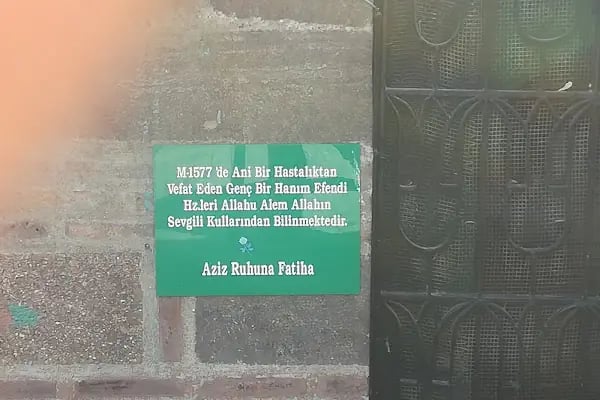 M-1577 'de Ani Bir Hastalıktan
Vefat Eden Genç Bir Hanım Efendi
Hz.leri Allahu Alem Allahın
Sevgili Kullarından Bilinmektedir.
Aziz Ruhuna Fatiha